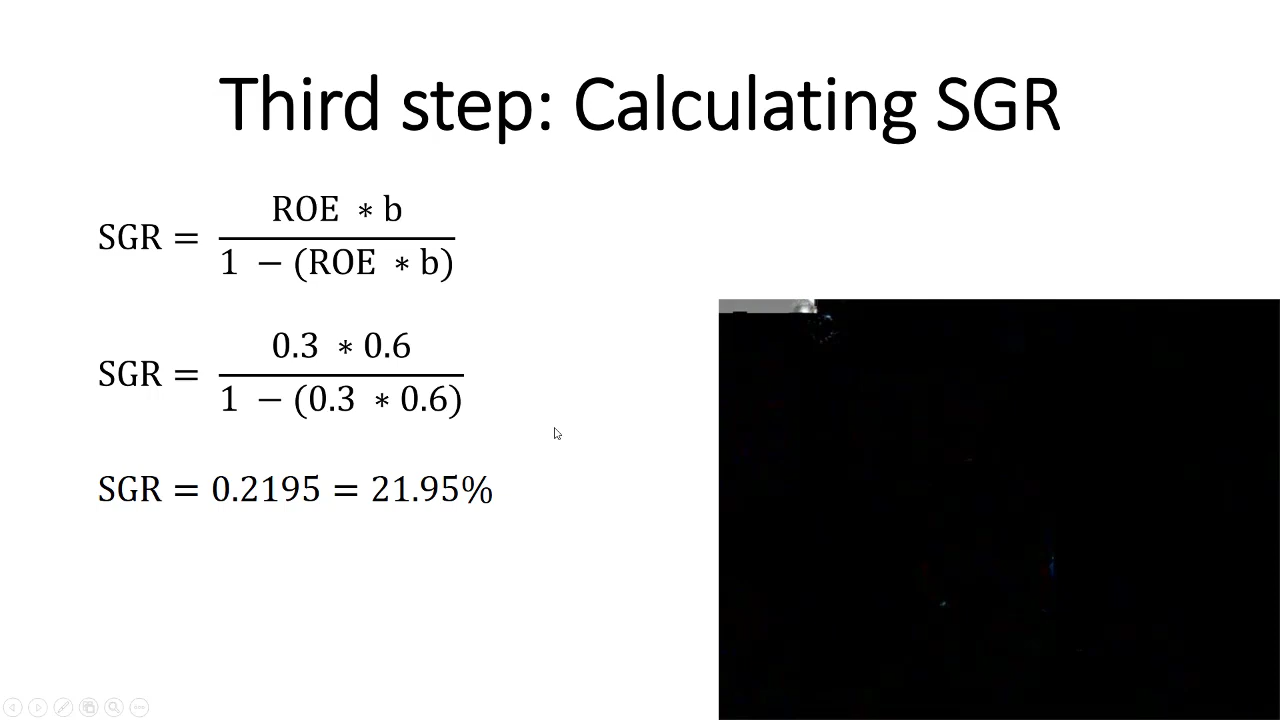 Third step: Calculating SGR
SGR = ROE * b / 1 − (ROE * b)
SGR = 0.3 * 0.6 / 1 − (0.3 * 0.6)
SGR = 0.2195 = 21.95%